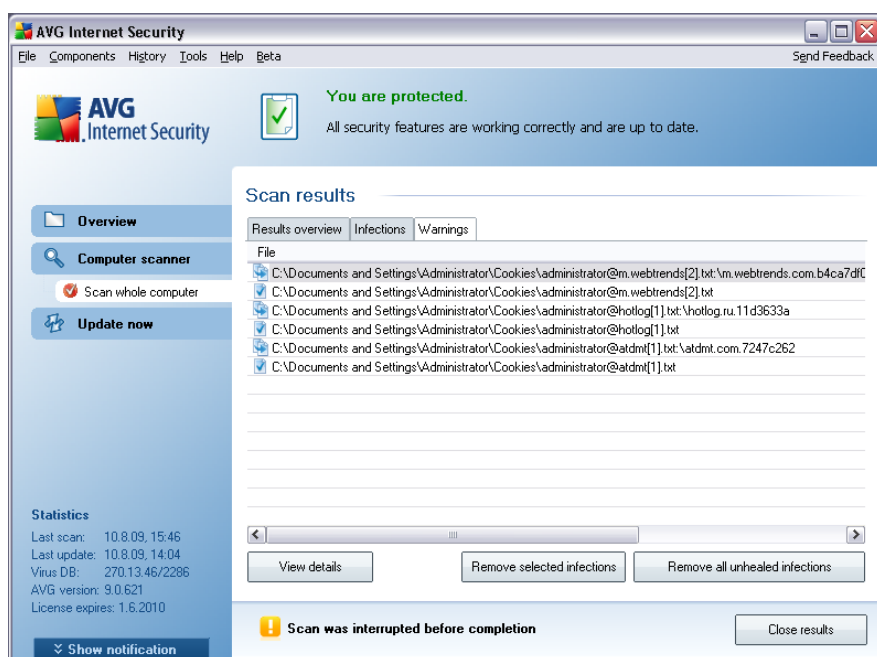 AVG Internet Security
File Components History Tools Help Beta Send Feedback
AVG
Internet Security
You are protected.
All security features are working correctly and are up to date.
Overview
Computer scanner
Scan whole computer
Update now
Scan results
Results overview Infections Warnings
File
C:\Documents and Settings\Administrator\Cookies\administrator@m.webtrends[2].txt:\m.webtrends.com.b4ca7df0
C:\Documents and Settings\Administrator\Cookies\administrator@m.webtrends[2].txt
C:\Documents and Settings\Administrator\Cookies\administrator@hotlog[1].txt:\hotlog.ru.11d3633a
C:\Documents and Settings\Administrator\Cookies\administrator@hotlog[1].txt
C:\Documents and Settings\Administrator\Cookies\administrator@atdmt[1].txt:\atdmt.com.7247c262
C:\Documents and Settings\Administrator\Cookies\administrator@atdmt[1].txt
View details Remove selected infections Remove all unhealed infections
Statistics
Last scan: 10.8.09, 15:46
Last update: 10.8.09, 14:04
Virus DB: 270.13.46/2286
AVG version: 9.0.621
License expires: 1.6.2010
Show notification
Scan was interrupted before completion
Close results